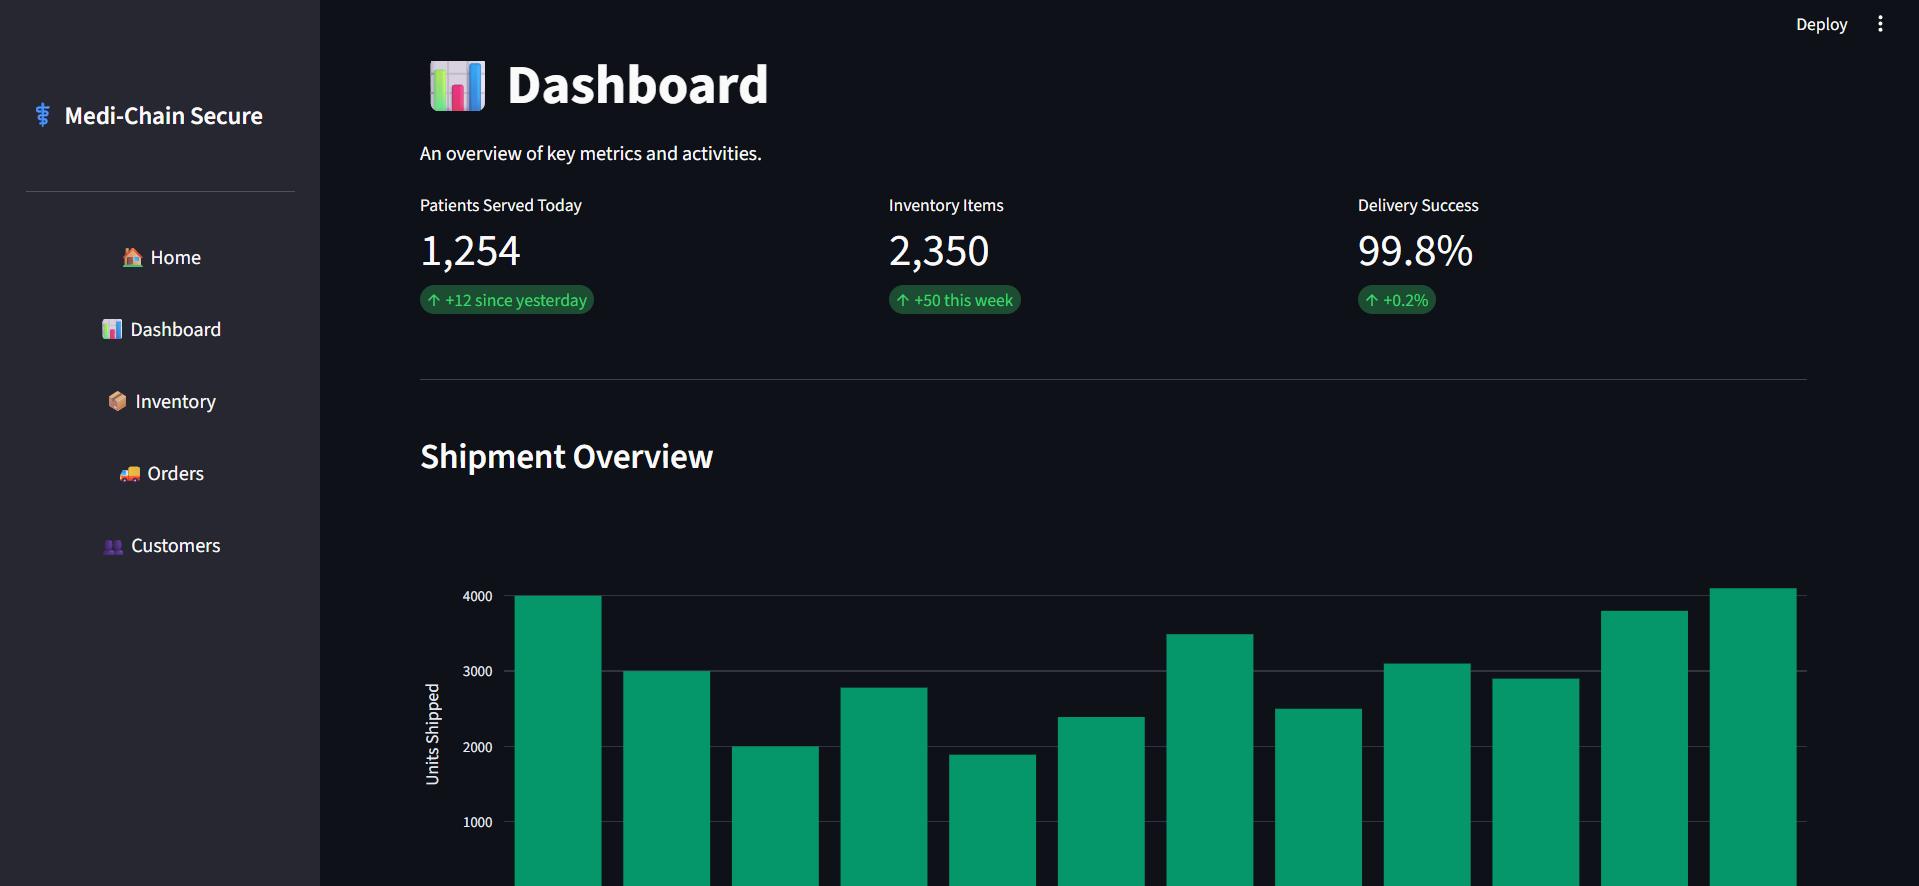 Deploy
Medi-Chain Secure
Home
Dashboard
Inventory
Orders
Customers
Dashboard
An overview of key metrics and activities.
Patients Served Today
1,254
↑ +12 since yesterday
Inventory Items
2,350
↑ +50 this week
Delivery Success
99.8%
↑ +0.2%
Shipment Overview
Units Shipped
4000
3000
2000
1000